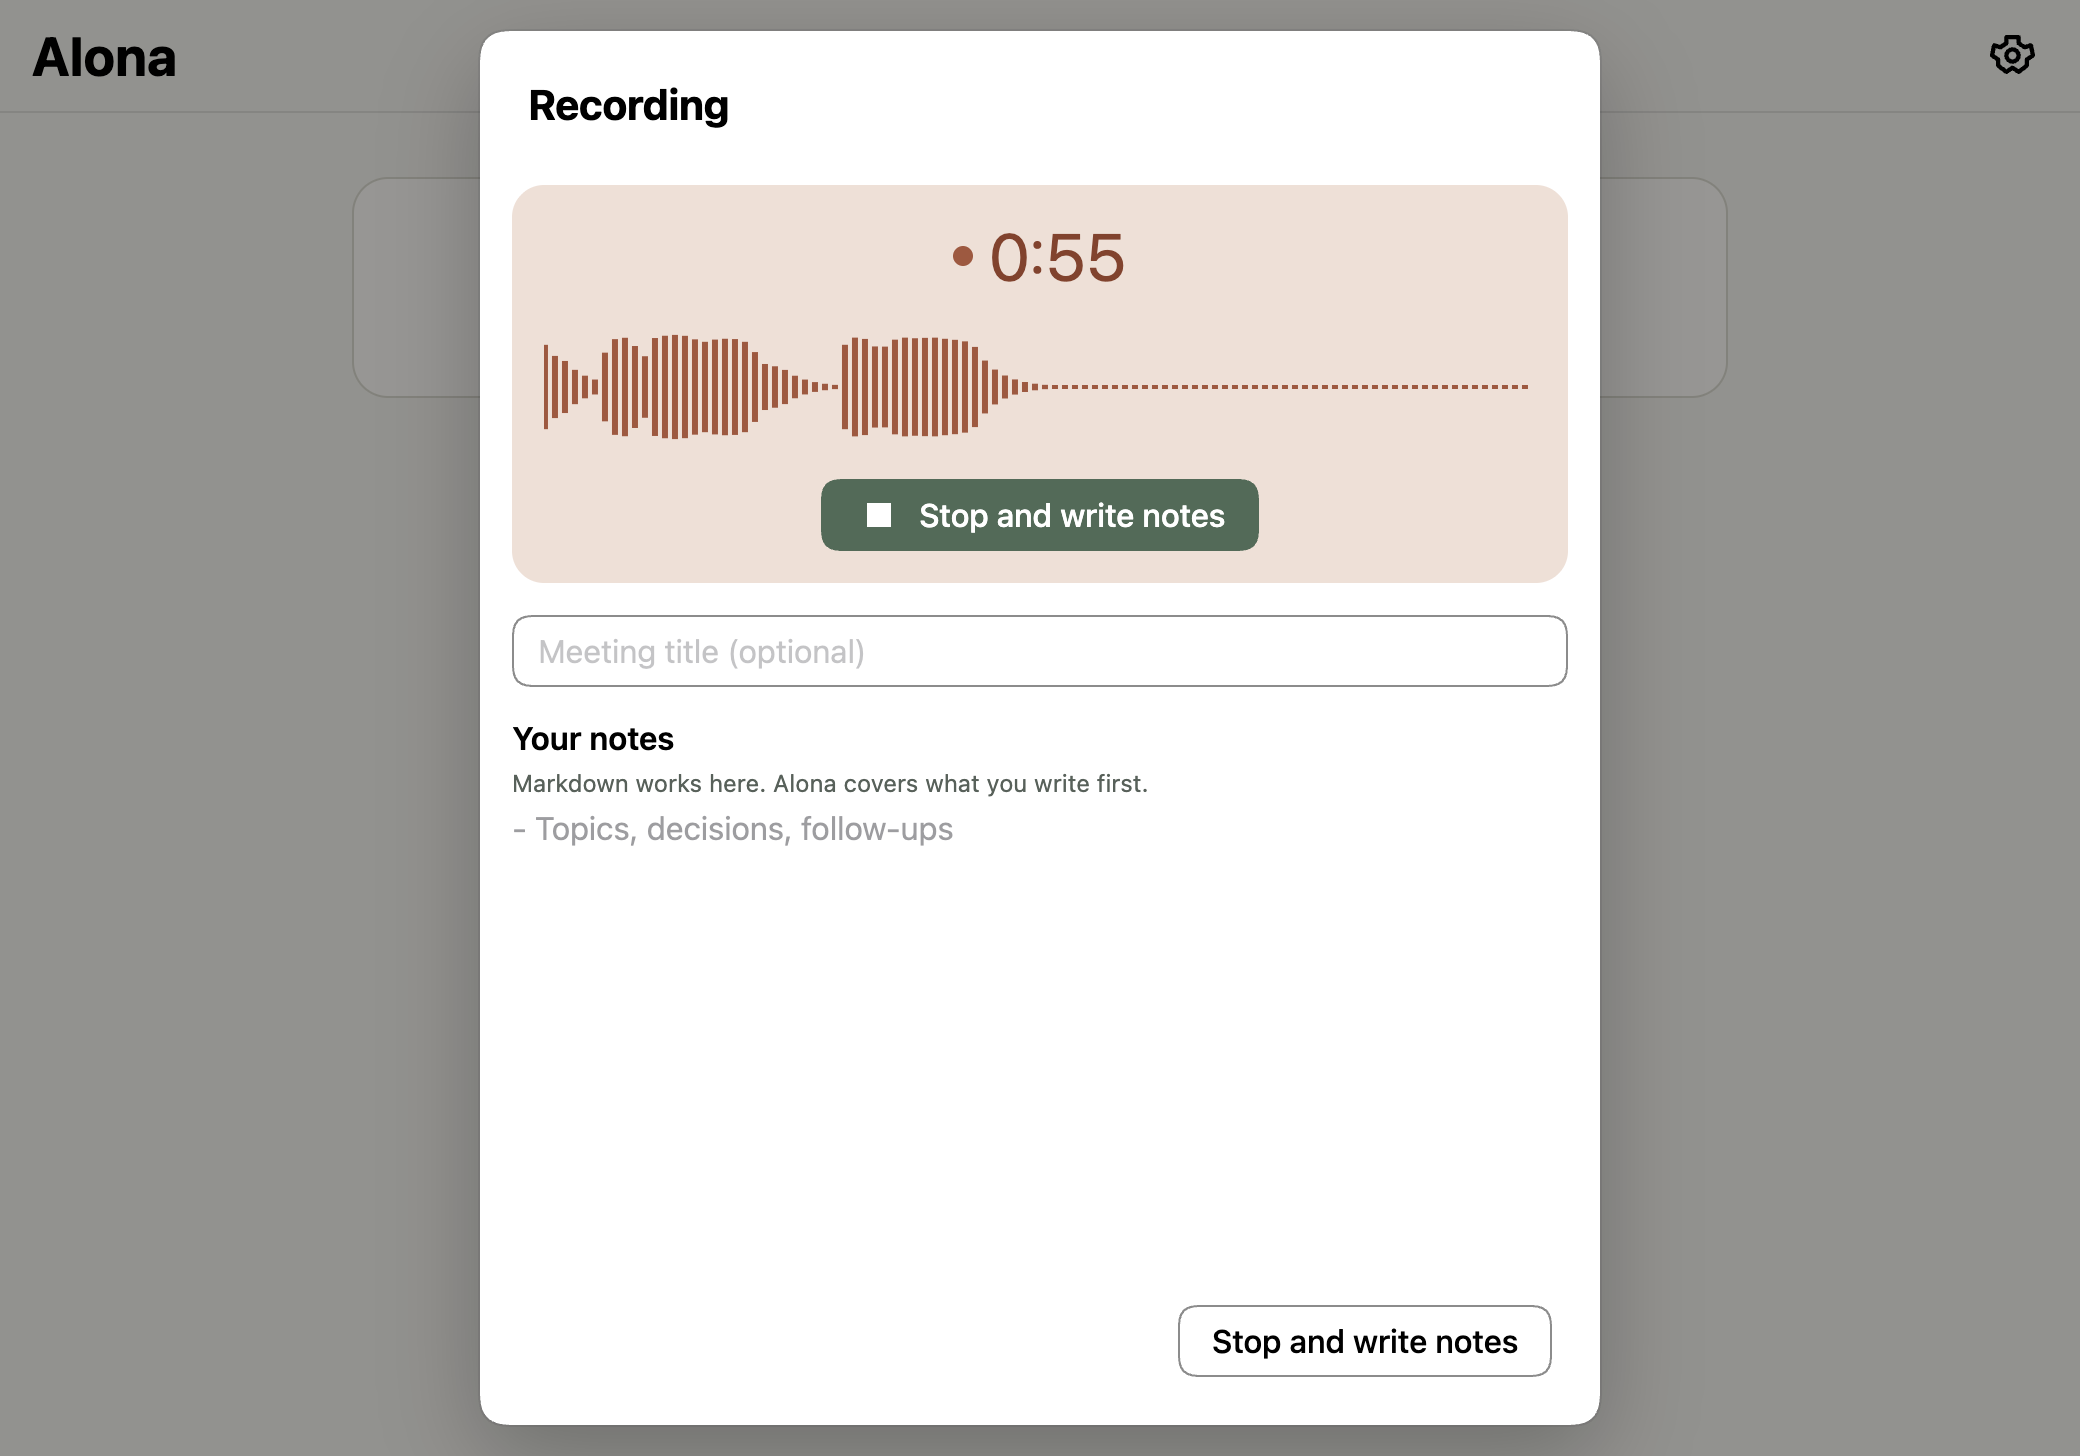 Alona
Recording
0:55
Stop and write notes
Meeting title (optional)
Your notes
Markdown works here. Alona covers what you write first.
- Topics, decisions, follow-ups
Stop and write notes